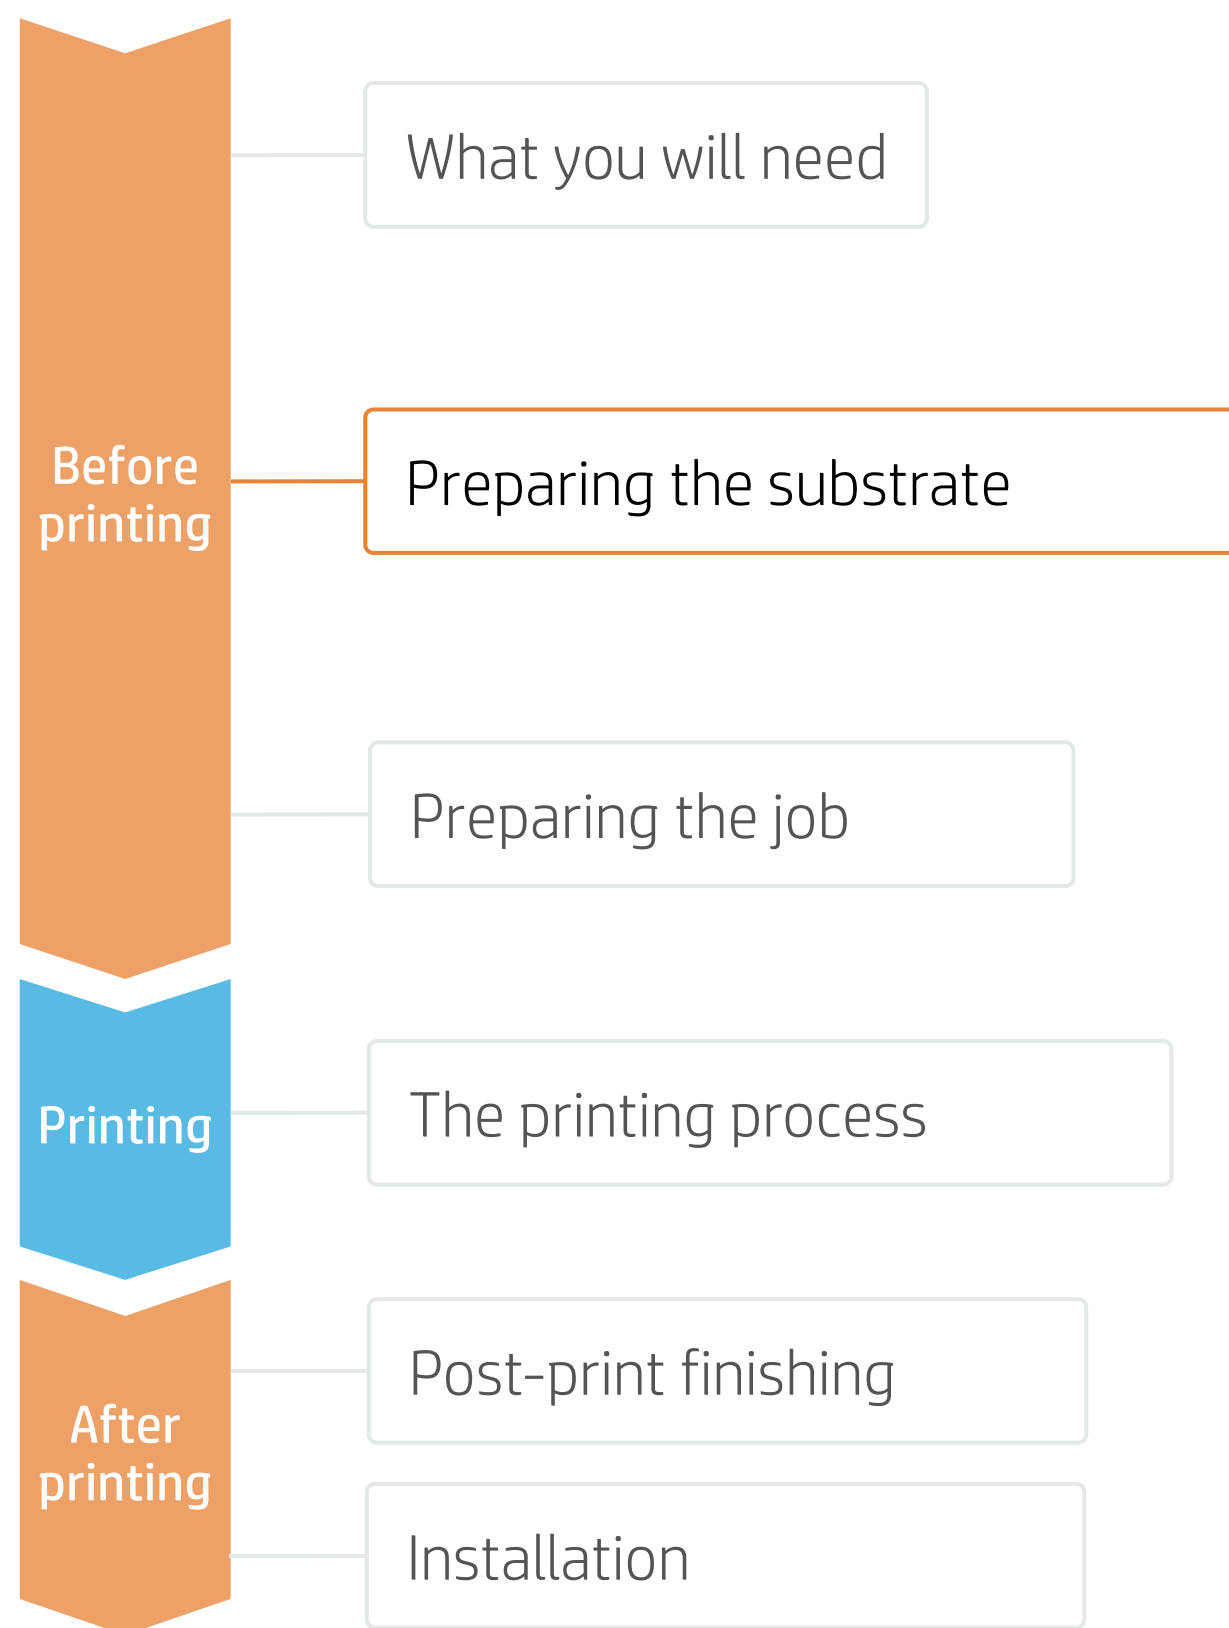 What you will need
Before
printing
Preparing the substrate
Preparing the job
Printing
The printing process
Post-print finishing
After
printing
Installation